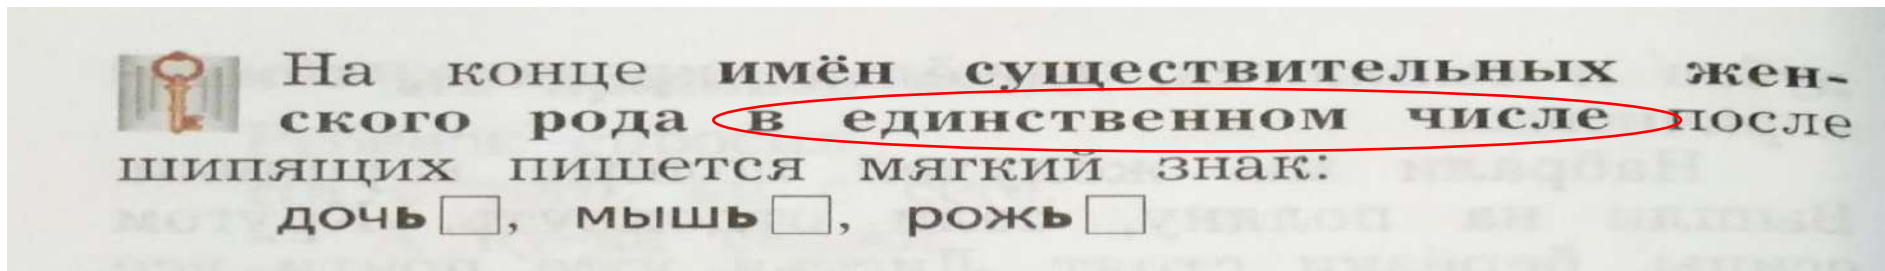 На конце имён существительных жен-
ского рода в единственном числе после
шипящих пишется мягкий знак:
дочь , мышь , рожь